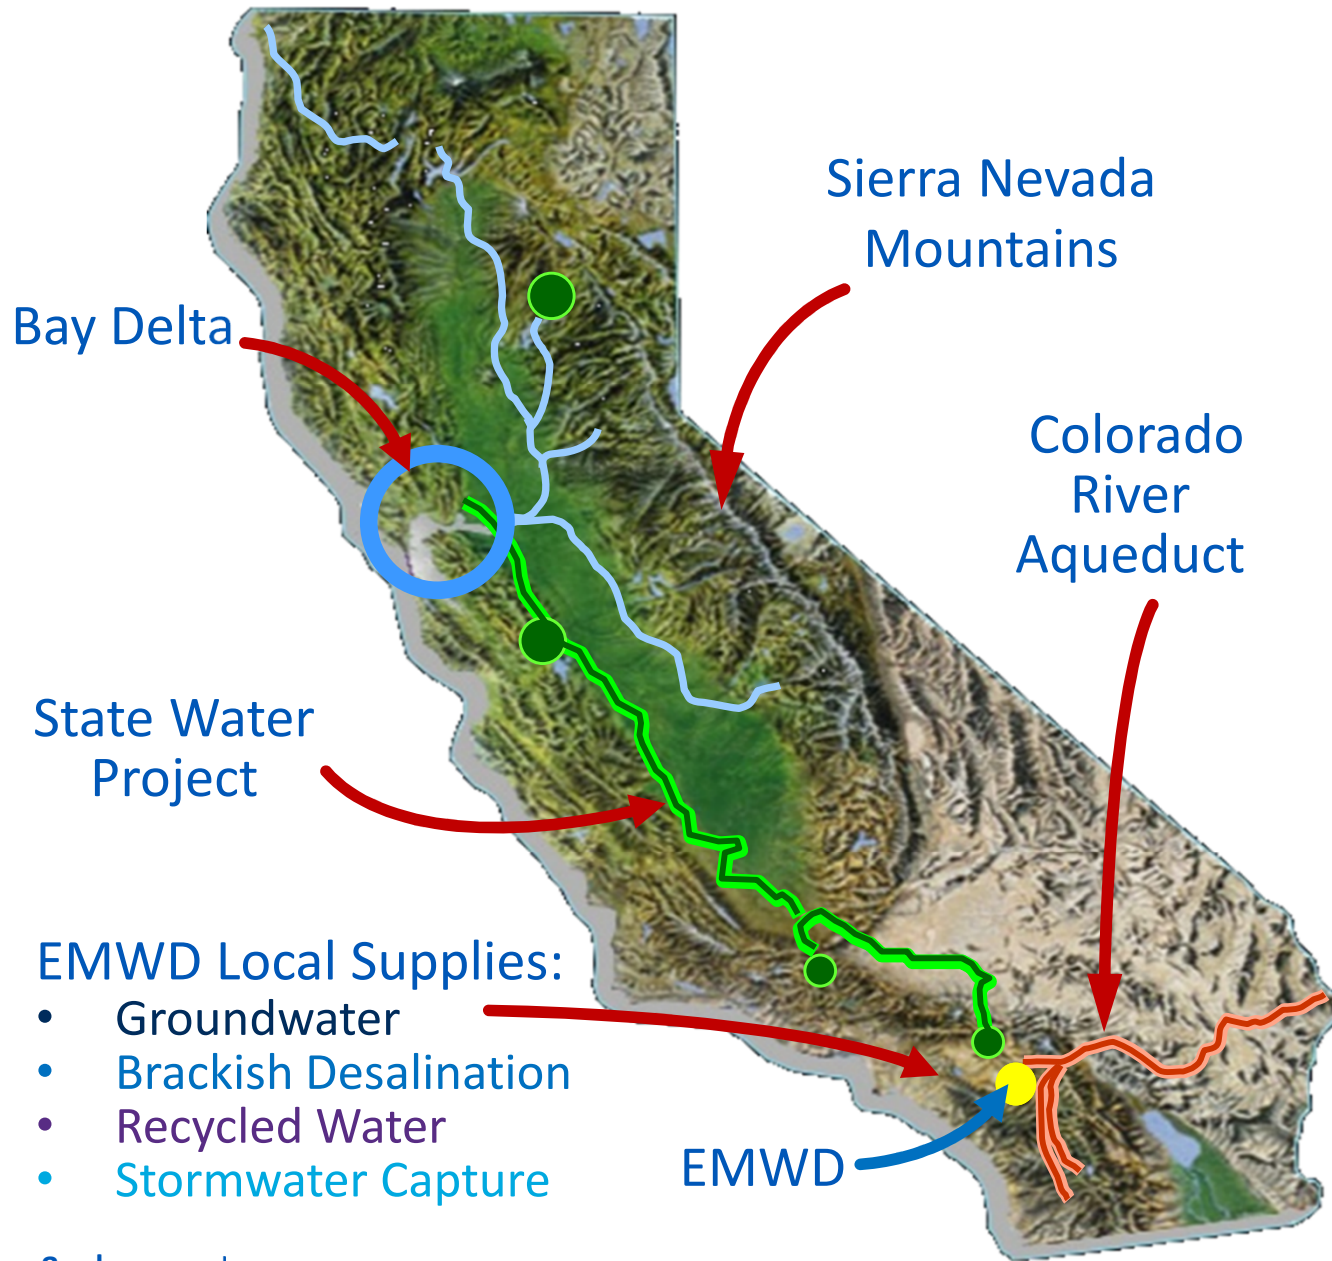 Sierra Nevada
Mountains
Bay Delta
Colorado
River
Aqueduct
State Water
Project
EMWD Local Supplies:
• Groundwater
• Brackish Desalination
• Recycled Water
• Stormwater Capture
EMWD